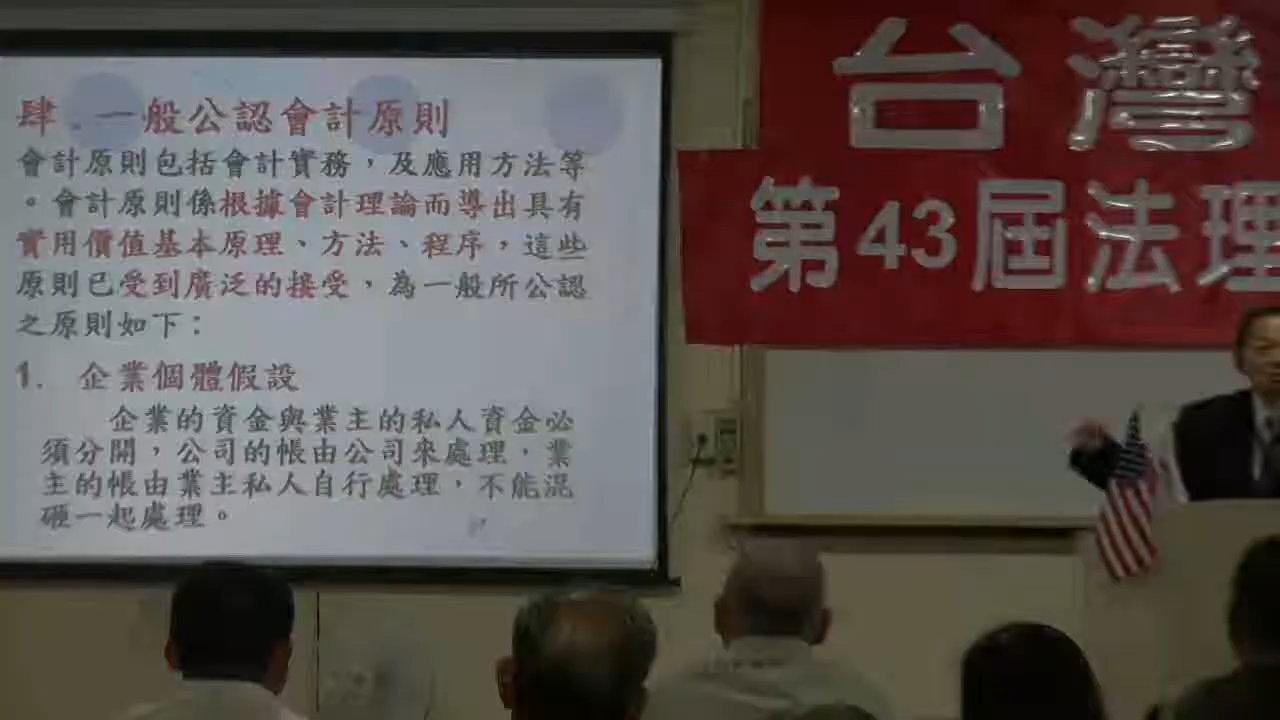 肆．一般公認會計原則
會計原則包括會計實務，及應用方法等
。會計原則係根據會計理論而導出具有
實用價值基本原理、方法、程序，這些
原則已受到廣泛的接受，為一般所公認
之原則如下：
1. 企業個體假設
企業的資金與業主的私人資金必
須分開，公司的帳由公司來處理，業
主的帳由業主私人自行處理，不能混
砸一起處理。
台灣
第43屆法理